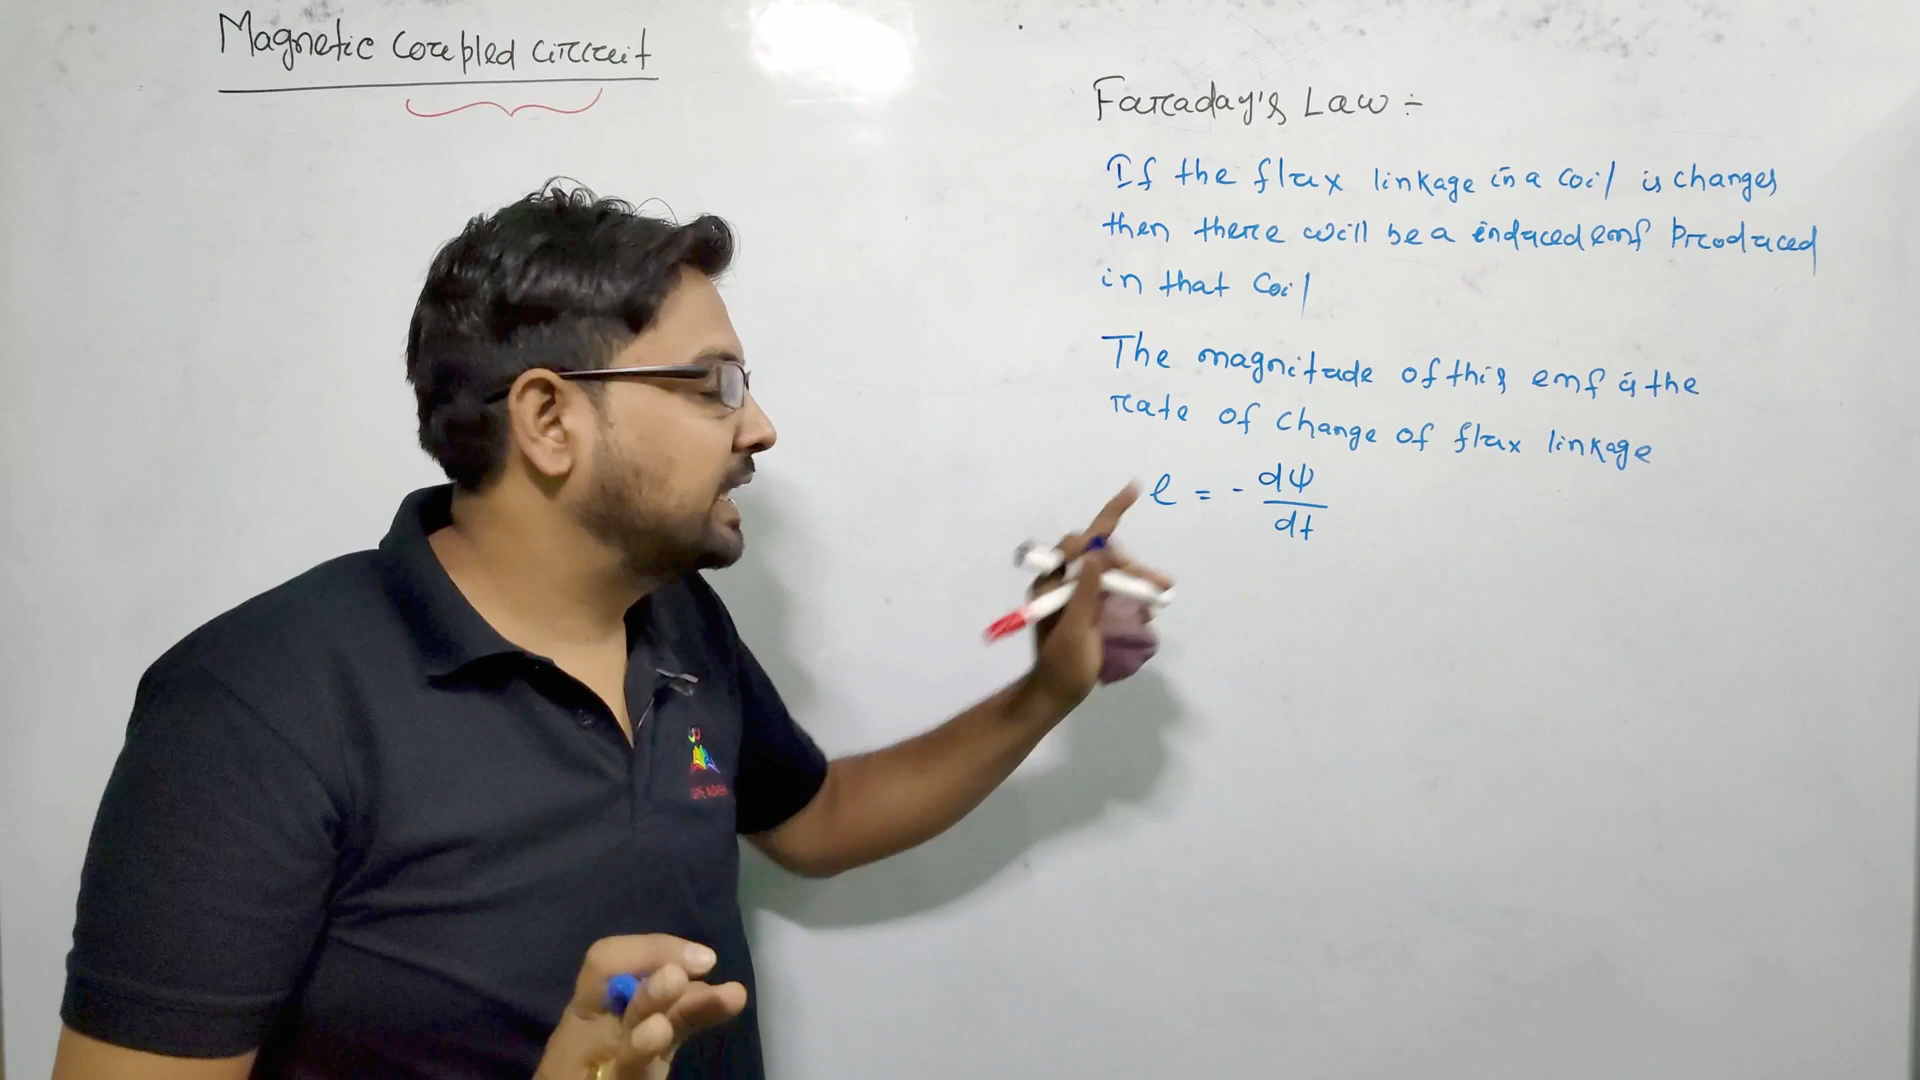 Magnetic Coupled circuit
Faraday's Law ÷
If the flux linkage in a coil is changes
then there will be a induced emf Produced
in that Coil
The magnitude of this emf is the
rate of change of flux linkage
e = - dψ
dt